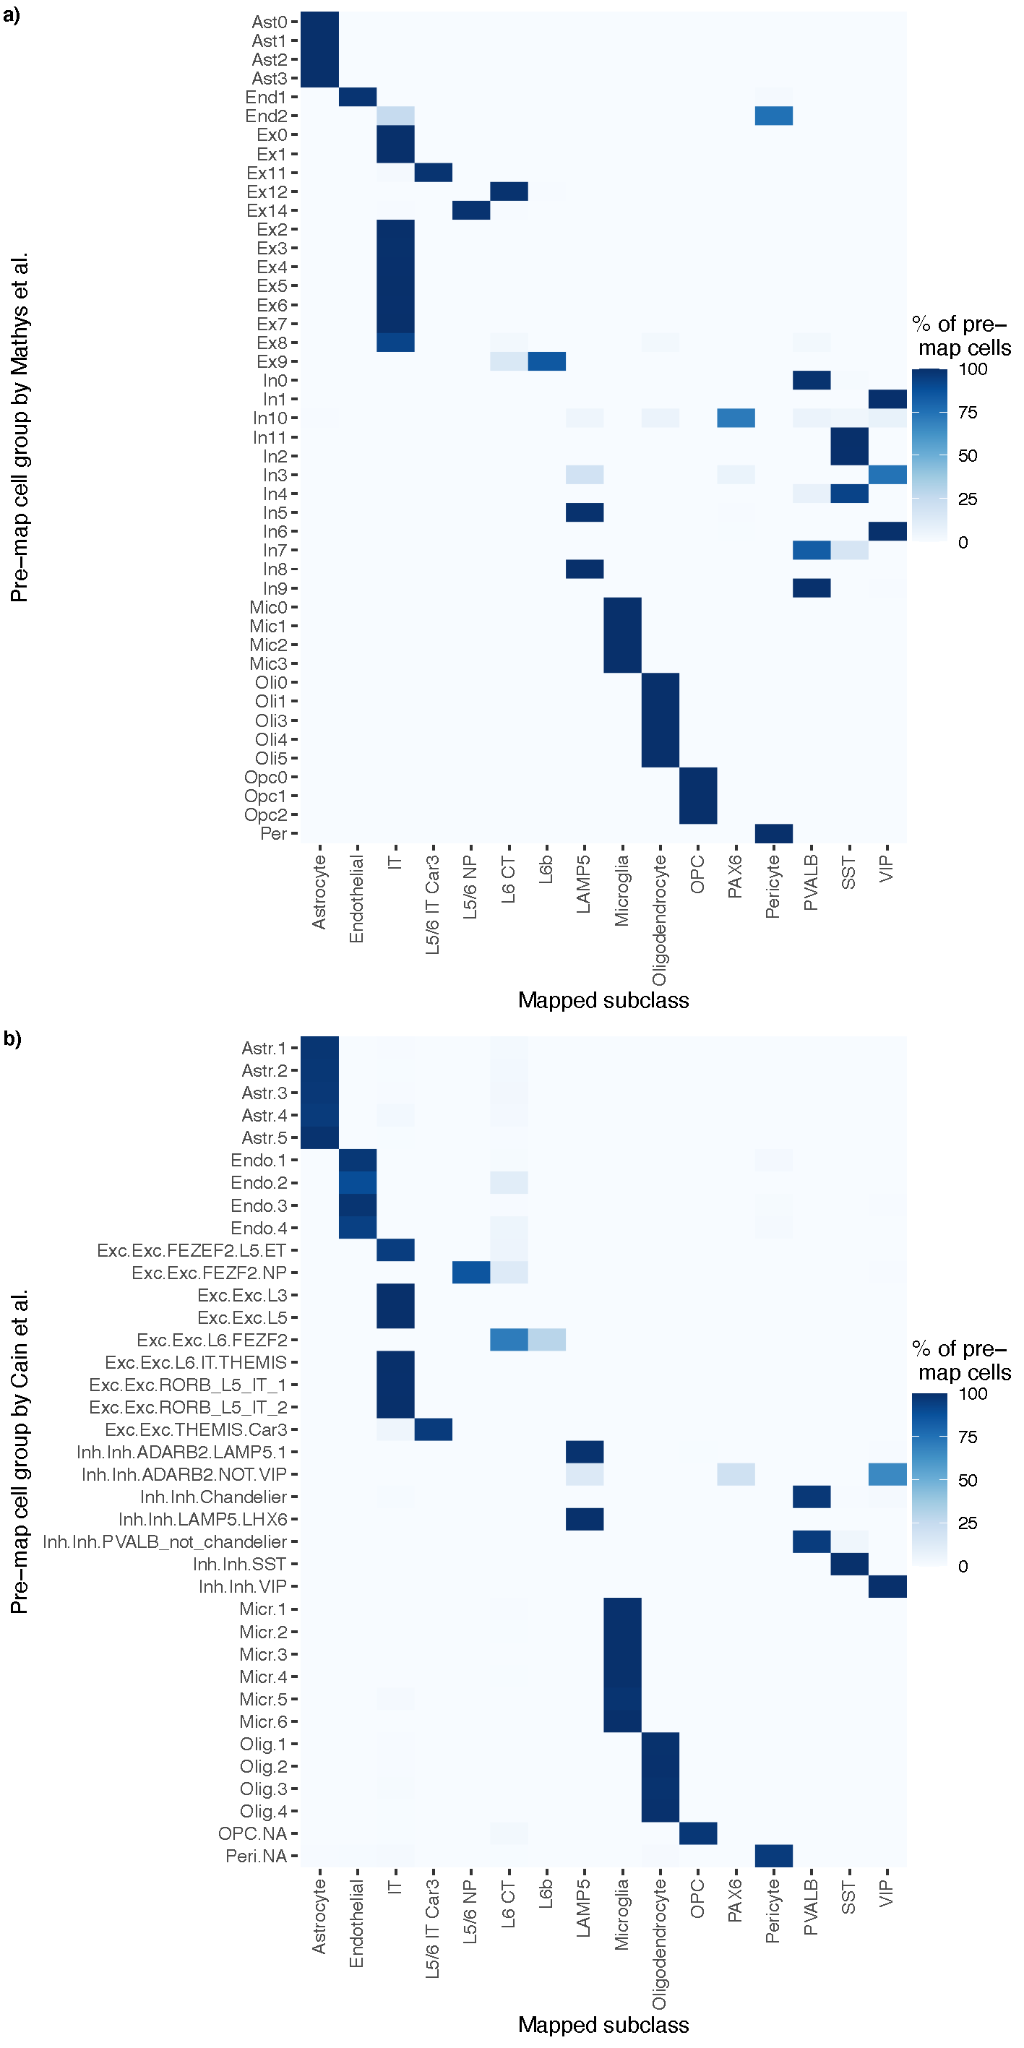 a)
Pre-map cell group by Mathys et al.
Ast0
Ast1
Ast2
Ast3
End1
End2
Ex0
Ex1
Ex11
Ex12
Ex14
Ex2
Ex3
Ex4
Ex5
Ex6
Ex7
Ex8
Ex9
In0
In1
In10
In11
In2
In3
In4
In5
In6
In7
In8
In9
Mic0
Mic1
Mic2
Mic3
Oli0
Oli1
Oli3
Oli4
Oli5
Opc0
Opc1
Opc2
Per
Astrocyte
Endothelial
IT
L5/6 IT Car3
L5/6 NP
L6 CT
L6b
LAMP5
Microglia
Oligodendrocyte
OPC
PAX6
Pericyte
PVALB
SST
VIP
Mapped subclass
% of pre-
map cells
100
75
50
25
0
b)
Pre-map cell group by Cain et al.
Astr.1
Astr.2
Astr.3
Astr.4
Astr.5
Endo.1
Endo.2
Endo.3
Endo.4
Exc.Exc.FEZEF2.L5.ET
Exc.Exc.FEZF2.NP
Exc.Exc.L3
Exc.Exc.L5
Exc.Exc.L6.FEZF2
Exc.Exc.L6.IT.THEMIS
Exc.Exc.RORB_L5_IT_1
Exc.Exc.RORB_L5_IT_2
Exc.Exc.THEMIS.Car3
Inh.Inh.ADARB2.LAMP5.1
Inh.Inh.ADARB2.NOT.VIP
Inh.Inh.Chandelier
Inh.Inh.LAMP5.LHX6
Inh.Inh.PVALB_not_chandelier
Inh.Inh.SST
Inh.Inh.VIP
Micr.1
Micr.2
Micr.3
Micr.4
Micr.5
Micr.6
Olig.1
Olig.2
Olig.3
Olig.4
OPC.NA
Peri.NA
Astrocyte
Endothelial
IT
L5/6 IT Car3
L5/6 NP
L6 CT
L6b
LAMP5
Microglia
Oligodendrocyte
OPC
PAX6
Pericyte
PVALB
SST
VIP
Mapped subclass
% of pre-
map cells
100
75
50
25
0